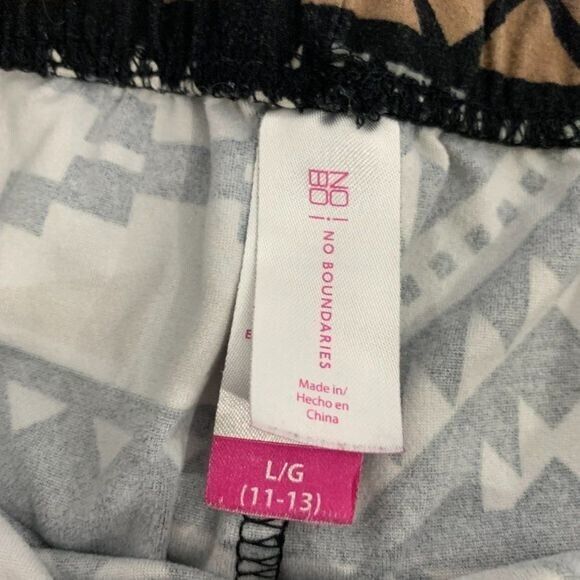 NO
BO
NO BOUNDARIES
E
Made in/
Hecho en
China
L/G
(11-13)